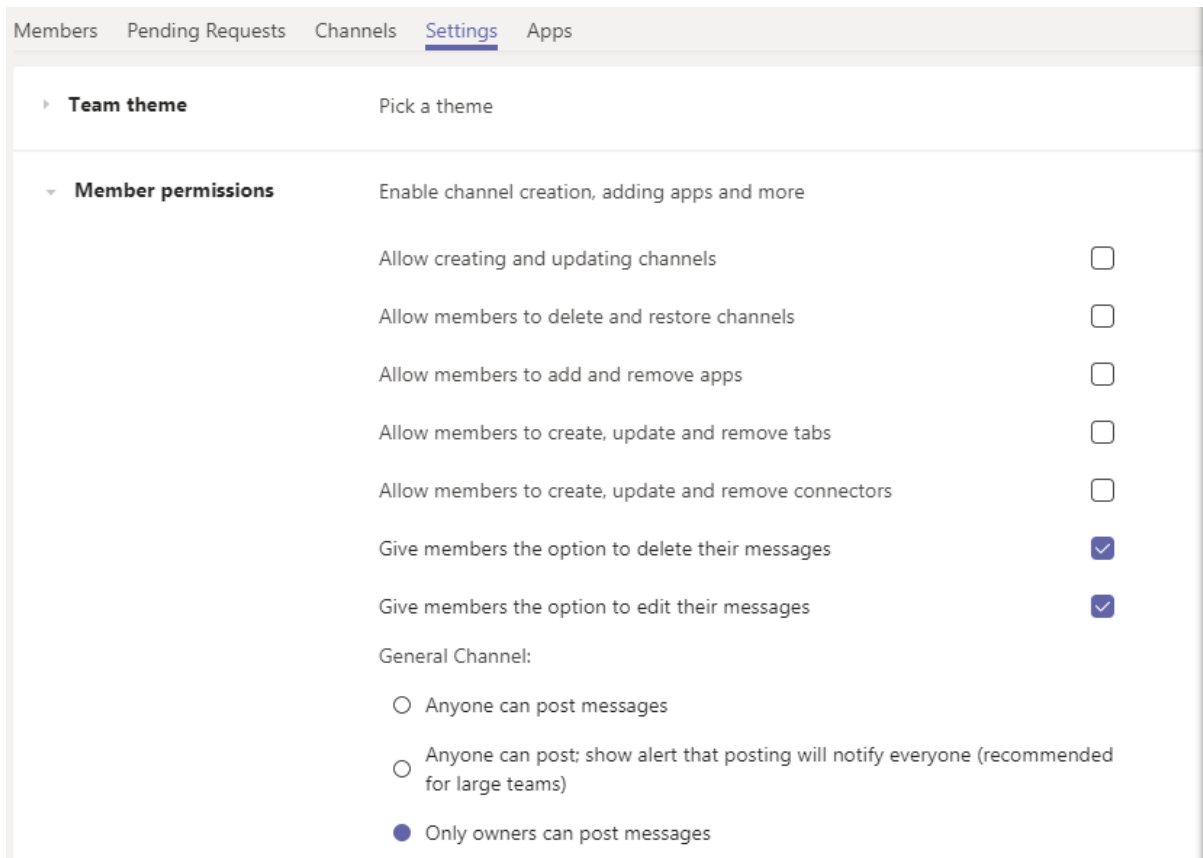 Members Pending Requests Channels Settings Apps
Team theme Pick a theme
Member permissions Enable channel creation, adding apps and more
Allow creating and updating channels
Allow members to delete and restore channels
Allow members to add and remove apps
Allow members to create, update and remove tabs
Allow members to create, update and remove connectors
Give members the option to delete their messages
Give members the option to edit their messages
General Channel:
Anyone can post messages
Anyone can post; show alert that posting will notify everyone (recommended
for large teams)
Only owners can post messages